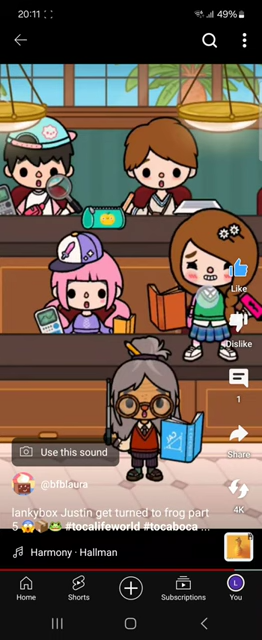 20:11
49%
Like
Dislike
1
Use this sound
Share
@bfblaura
4K
lankybox Justin get turned to frog part
5 😱📦🐸 #tocalifeworld #tocaboca ...
Harmony · Hallman
Home
Shorts
Subscriptions
L
You